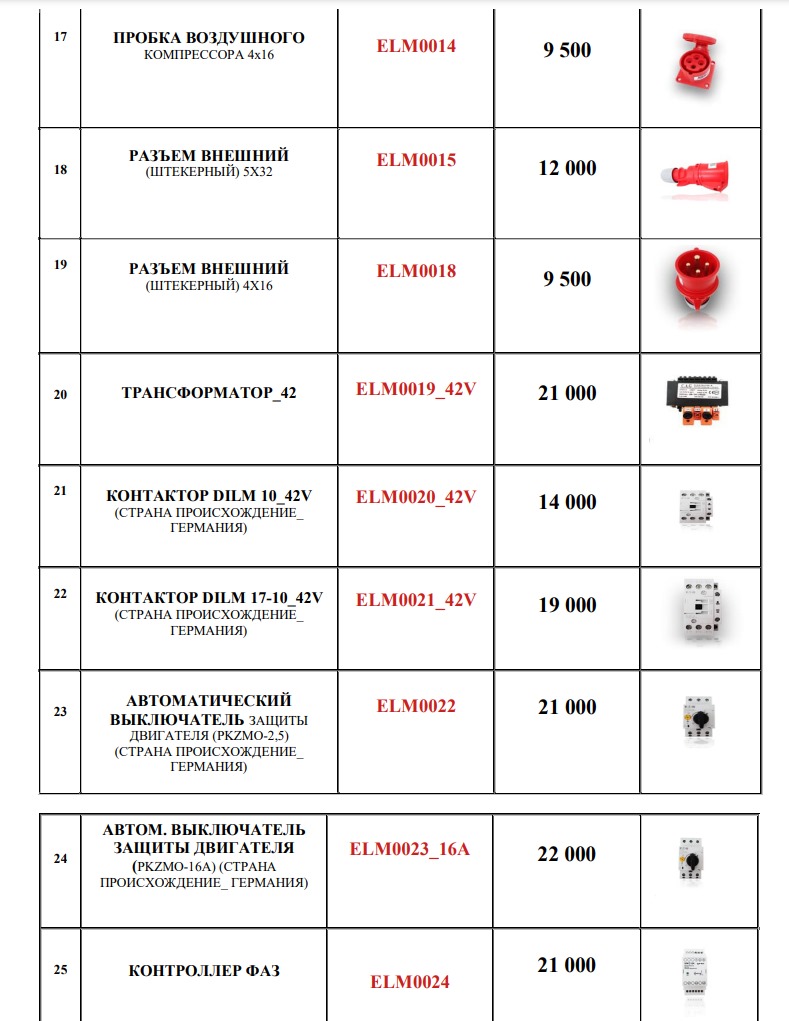 17
ПРОБКА ВОЗДУШНОГО
КОМПРЕССОРА 4х16
ELM0014
9 500
18
РАЗЪЕМ ВНЕШНИЙ
(ШТЕКЕРНЫЙ) 5Х32
ELM0015
12 000
19
РАЗЪЕМ ВНЕШНИЙ
(ШТЕКЕРНЫЙ) 4Х16
ELM0018
9 500
20
ТРАНСФОРМАТОР_42
ELM0019_42V
21 000
21
КОНТАКТОР DILM 10_42V
(СТРАНА ПРОИСХОЖДЕНИЕ_
ГЕРМАНИЯ)
ELM0020_42V
14 000
22
КОНТАКТОР DILM 17-10_42V
(СТРАНА ПРОИСХОЖДЕНИЕ_
ГЕРМАНИЯ)
ELM0021_42V
19 000
23
АВТОМАТИЧЕСКИЙ
ВЫКЛЮЧАТЕЛЬ ЗАЩИТЫ
ДВИГАТЕЛЯ (PKZMO-2,5)
(СТРАНА ПРОИСХОЖДЕНИЕ_
ГЕРМАНИЯ)
ELM0022
21 000
24
АВТОМ. ВЫКЛЮЧАТЕЛЬ
ЗАЩИТЫ ДВИГАТЕЛЯ
(PKZMO-16A) (СТРАНА
ПРОИСХОЖДЕНИЕ_ ГЕРМАНИЯ)
ELM0023_16A
22 000
25
КОНТРОЛЛЕР ФАЗ
ELM0024
21 000